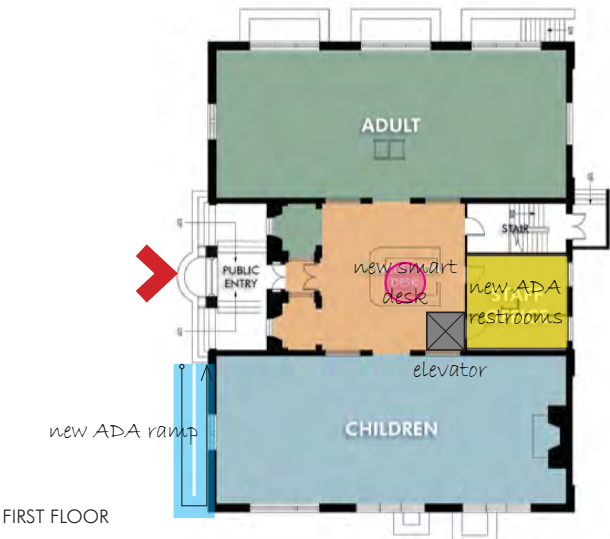 ADULT
STAIR
PUBLIC
ENTRY
new smart
DESK
desk
new ADA
STAFF
restrooms
elevator
new ADA ramp
CHILDREN
FIRST FLOOR